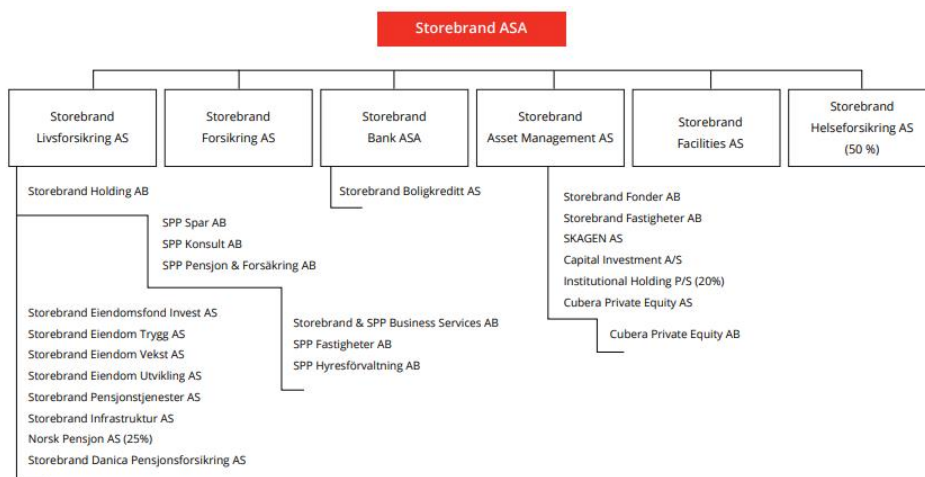 Storebrand ASA
Storebrand
Livsforsikring AS
Storebrand
Forsikring AS
Storebrand
Bank ASA
Storebrand
Asset Management AS
Storebrand
Facilities AS
Storebrand
Helseforsikring AS
(50 %)
Storebrand Holding AB
SPP Spar AB
SPP Konsult AB
SPP Pensjon & Forsäkring AB
Storebrand & SPP Business Services AB
SPP Fastigheter AB
SPP Hyresförvaltning AB
Storebrand Eiendomsfond Invest AS
Storebrand Eiendom Trygg AS
Storebrand Eiendom Vekst AS
Storebrand Eiendom Utvikling AS
Storebrand Pensjonstjenester AS
Storebrand Infrastruktur AS
Norsk Pensjon AS (25%)
Storebrand Danica Pensjonsforsikring AS
Storebrand Boligkreditt AS
Storebrand Fonder AB
Storebrand Fastigheter AB
SKAGEN AS
Capital Investment A/S
Institutional Holding P/S (20%)
Cubera Private Equity AS
Cubera Private Equity AB